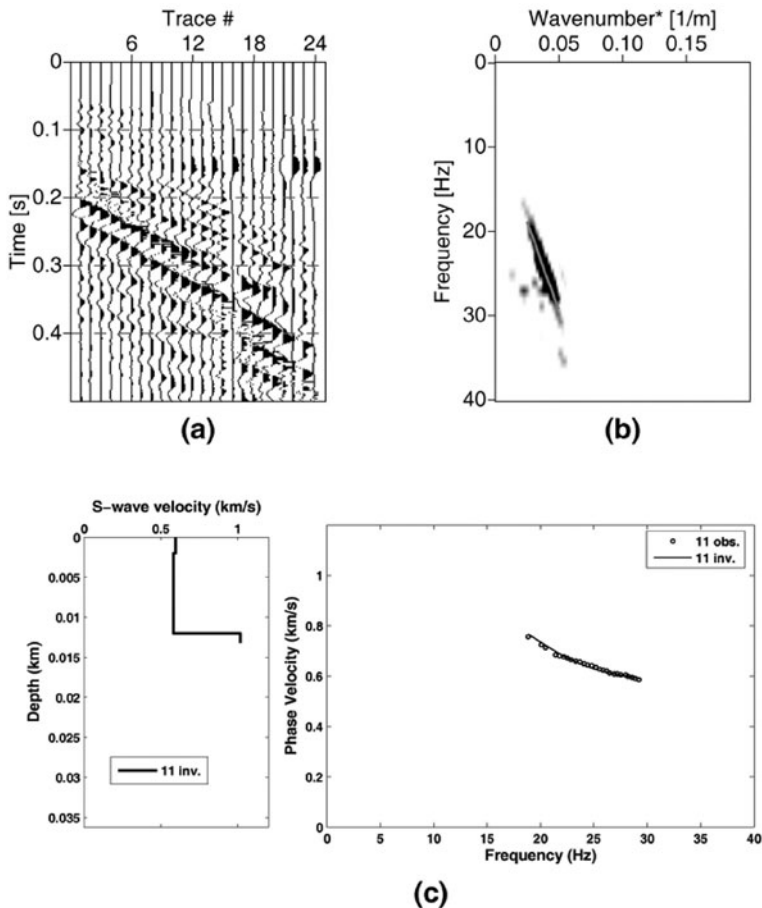 Trace #
6 12 18 24
0
0.1
0.2
0.3
0.4
Time [s]
(a)
Wavenumber* [1/m]
0 0.05 0.15
0
10
20
30
40
Frequency [Hz]
(b)
S-wave velocity (km/s)
0 0.6 1
0
0.005
0.01
0.015
0.02
0.025
0.03
0.035
Depth (km)
11 inv.
11 obs.
11 inv.
1
0.8
0.6
0.4
0.2
0
Phase Velocity (km/s)
0 5 10 15 20 25 30 35 40
Frequency (Hz)
(c)